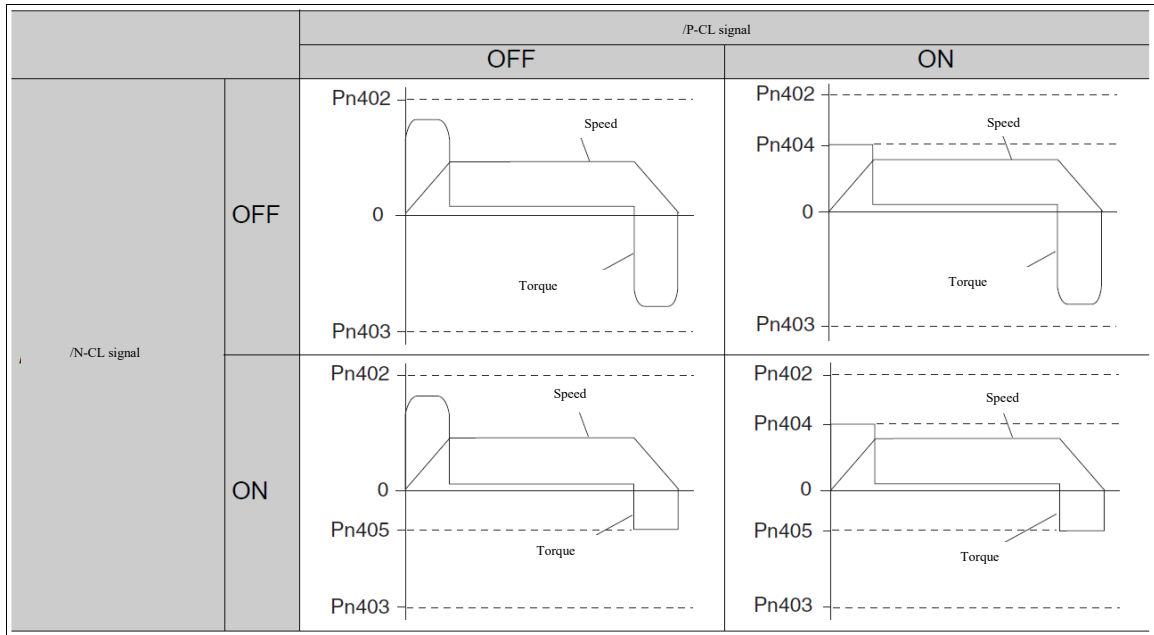 /P-CL signal
OFF
ON
/N-CL signal
OFF
Pn402
Speed
0
Torque
Pn403
Pn402
Pn404
Speed
0
Torque
Pn403
ON
Pn402
Speed
0
Pn405
Torque
Pn403
Pn402
Pn404
Speed
0
Pn405
Torque
Pn403